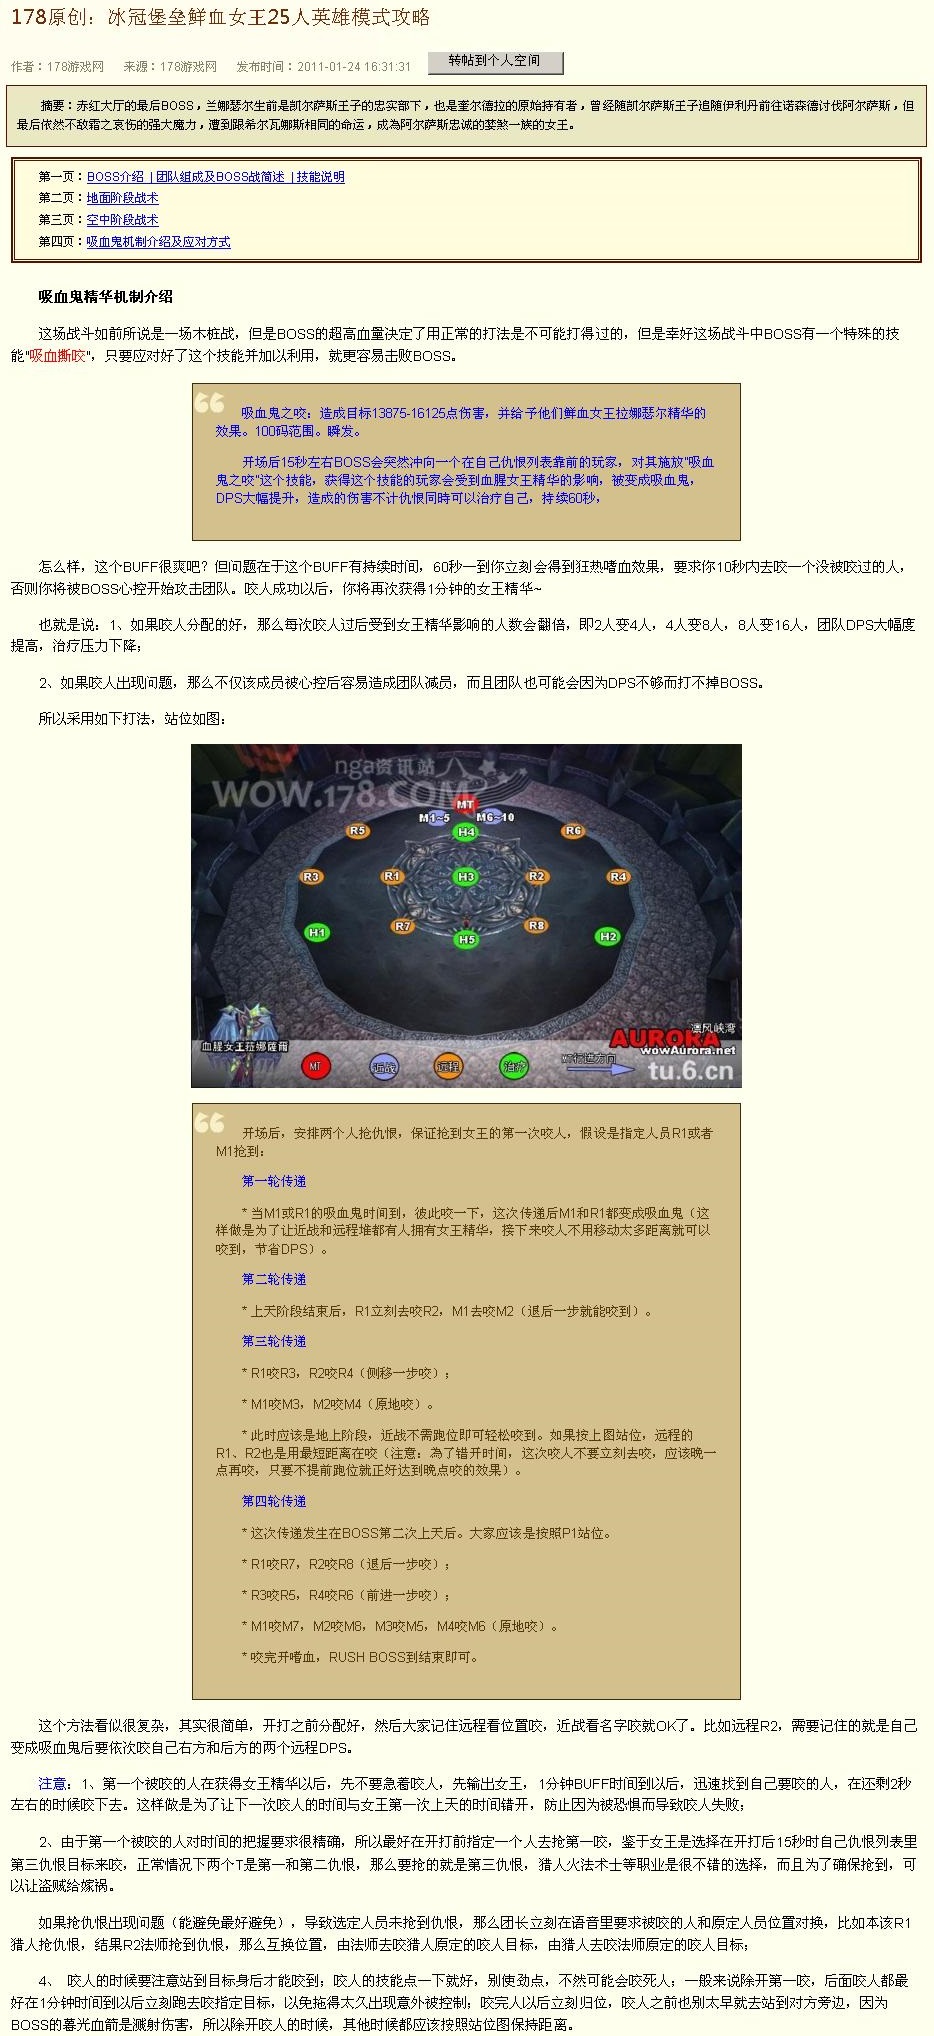 178原创：冰冠堡垒鲜血女王25人英雄模式攻略
作者：178游戏网 来源：178游戏网 发布时间：2011-01-24 16:31:31 转帖到个人空间
摘要：赤红大厅的最后BOSS，兰娜瑟尔生前是凯尔萨斯王子的忠实部下，也是奎尔德拉的原始持有者，曾经随凯尔萨斯王子追随伊利丹前往诺森德讨伐阿尔萨斯，但
最后依然不敌霜之哀伤的强大魔力，遭到跟希尔瓦娜斯相同的命运，成為阿尔萨斯忠诚的婪煞一族的女王。
第一页：BOSS介绍 | 团队组成及BOSS战简述 | 技能说明
第二页：地面阶段战术
第三页：空中阶段战术
第四页：吸血鬼机制介绍及应对方式
吸血鬼精华机制介绍
这场战斗如前所说是一场木桩战，但是BOSS的超高血量决定了用正常的打法是不可能打得过的，但是幸好这场战斗中BOSS有一个特殊的技
能"吸血撕咬"，只要应对好了这个技能并加以利用，就更容易击败BOSS。
吸血鬼之咬：造成目标13875-16125点伤害，并给予他们鲜血女王拉娜瑟尔精华的
效果。100码范围。瞬发。
开场后15秒左右BOSS会突然冲向一个在自己仇恨列表靠前的玩家，对其施放"吸血
鬼之咬"这个技能，获得这个技能的玩家会受到血腥女王精华的影响，被变成吸血鬼，
DPS大幅提升，造成的伤害不计仇恨同時可以治疗自己，持续60秒，
怎么样，这个BUFF很爽吧？但问题在于这个BUFF有持续时间，60秒一到你立刻会得到狂热嗜血效果，要求你10秒内去咬一个没被咬过的人，
否则你将被BOSS心控开始攻击团队。咬人成功以后，你将再次获得1分钟的女王精华~
也就是说：1、如果咬人分配的好，那么每次咬人过后受到女王精华影响的人数会翻倍，即2人变4人，4人变8人，8人变16人，团队DPS大幅度
提高，治疗压力下降；
2、如果咬人出现问题，那么不仅该成员被心控后容易造成团队减员，而且团队也可能会因为DPS不够而打不掉BOSS。
所以采用如下打法，站位如图：
nga资讯站
WOW.178.COM
MT
M1~5 M6~10
R5 H4 R6
R3 R1 H3 R2 R4
H1 R7 H5 R8 H2
血腥女王菈娜薩爾
MT 近战 远程 治疗 MT行进方向
澳风峡湾
AURORA
wowAurora.net
tu.6.cn
开场后，安排两个人抢仇恨，保证抢到女王的第一次咬人，假设是指定人员R1或者
M1抢到：
第一轮传递
* 当M1或R1的吸血鬼时间到，彼此咬一下，这次传递后M1和R1都变成吸血鬼（这
样做是为了让近战和远程堆都有人拥有女王精华，接下来咬人不用移动太多距离就可以
咬到，节省DPS）。
第二轮传递
* 上天阶段结束后，R1立刻去咬R2，M1去咬M2（退后一步就能咬到）。
第三轮传递
* R1咬R3，R2咬R4（侧移一步咬）；
* M1咬M3，M2咬M4（原地咬）。
* 此时应该是地上阶段，近战不需跑位即可轻松咬到。如果按上图站位，远程的
R1、R2也是用最短距离在咬（注意：為了错开时间，这次咬人不要立刻去咬，应该晚一
点再咬，只要不提前跑位就正好达到晚点咬的效果）。
第四轮传递
* 这次传递发生在BOSS第二次上天后。大家应该是按照P1站位。
* R1咬R7，R2咬R8（退后一步咬）；
* R3咬R5，R4咬R6（前进一步咬）；
* M1咬M7，M2咬M8，M3咬M5，M4咬M6（原地咬）。
* 咬完开嗜血，RUSH BOSS到结束即可。
这个方法看似很复杂，其实很简单，开打之前分配好，然后大家记住远程看位置咬，近战看名字咬就OK了。比如远程R2，需要记住的就是自己
变成吸血鬼后要依次咬自己右方和后方的两个远程DPS。
注意：1、第一个被咬的人在获得女王精华以后，先不要急着咬人，先输出女王， 1分钟BUFF时间到以后，迅速找到自己要咬的人，在还剩2秒
左右的时候咬下去。这样做是为了让下一次咬人的时间与女王第一次上天的时间错开，防止因为被恐惧而导致咬人失败；
2、由于第一个被咬的人对时间的把握要求很精确，所以最好在开打前指定一个人去抢第一咬，鉴于女王是选择在开打后15秒时自己仇恨列表里
第三仇恨目标来咬，正常情况下两个T是第一和第二仇恨，那么要抢的就是第三仇恨，猎人火法术士等职业是很不错的选择，而且为了确保抢到，可
以让盗贼给嫁祸。
如果抢仇恨出现问题（能避免最好避免），导致选定人员未抢到仇恨，那么团长立刻在语音里要求被咬的人和原定人员位置对换，比如本该R1
猎人抢仇恨，结果R2法师抢到仇恨，那么互换位置，由法师去咬猎人原定的咬人目标，由猎人去咬法师原定的咬人目标；
4、 咬人的时候要注意站到目标身后才能咬到；咬人的技能点一下就好，别使劲点，不然可能会咬死人；一般来说除开第一咬，后面咬人都最
好在1分钟时间到以后立刻跑去咬指定目标，以免拖得太久出现意外被控制；咬完人以后立刻归位，咬人之前也别太早就去站到对方旁边，因为
BOSS的暮光血箭是溅射伤害，所以除开咬人的时候，其他时候都应该按照站位图保持距离。